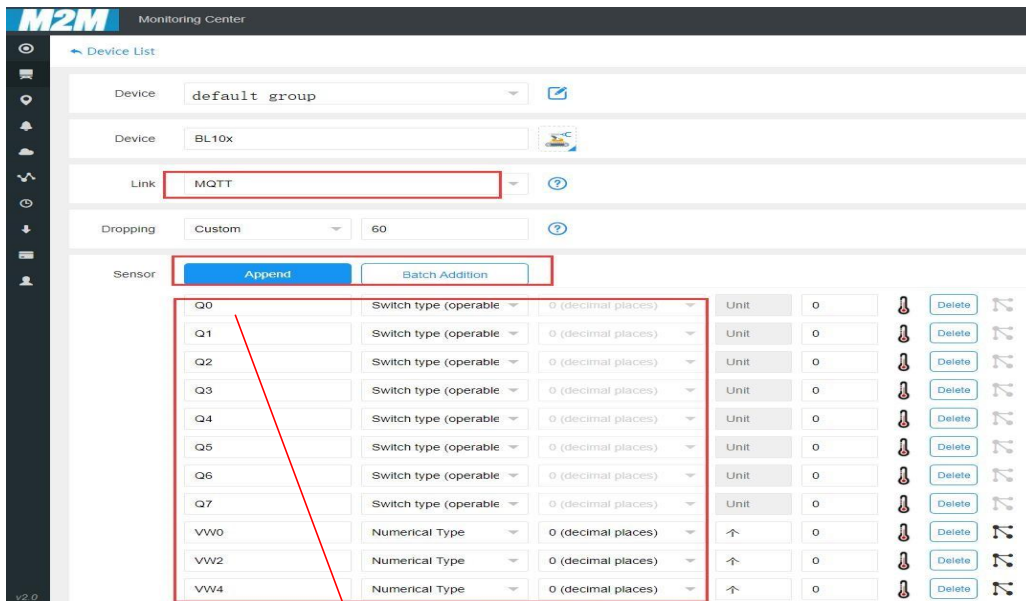 M2M Monitoring Center
Device List
Device default group
Device BL10x
Link MQTT
Dropping Custom 60
Sensor Append Batch Addition
Q0 Switch type (operable 0 (decimal places) Unit 0 Delete
Q1 Switch type (operable 0 (decimal places) Unit 0 Delete
Q2 Switch type (operable 0 (decimal places) Unit 0 Delete
Q3 Switch type (operable 0 (decimal places) Unit 0 Delete
Q4 Switch type (operable 0 (decimal places) Unit 0 Delete
Q5 Switch type (operable 0 (decimal places) Unit 0 Delete
Q6 Switch type (operable 0 (decimal places) Unit 0 Delete
Q7 Switch type (operable 0 (decimal places) Unit 0 Delete
VW0 Numerical Type 0 (decimal places) 个 0 Delete
VW2 Numerical Type 0 (decimal places) 个 0 Delete
VW4 Numerical Type 0 (decimal places) 个 0 Delete
v2.0